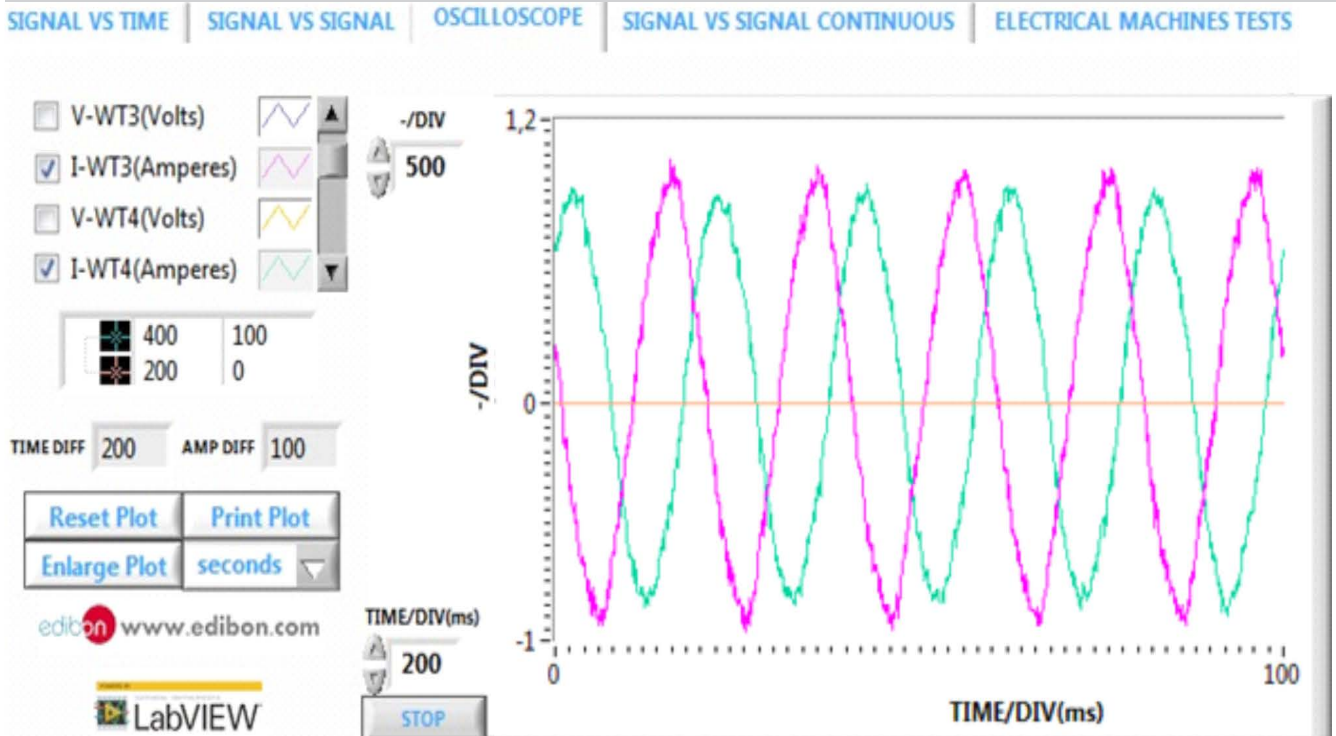 SIGNAL VS TIME
SIGNAL VS SIGNAL
OSCILLOSCOPE
SIGNAL VS SIGNAL CONTINUOUS
ELECTRICAL MACHINES TESTS
V-WT3(Volts)
I-WT3(Amperes)
V-WT4(Volts)
I-WT4(Amperes)
-/DIV
500
400 100
200 0
TIME DIFF 200 AMP DIFF 100
Reset Plot Print Plot
Enlarge Plot seconds
edibon www.edibon.com
LabVIEW
TIME/DIV(ms)
200
STOP
1,2
-/DIV
0
-1
0 100
TIME/DIV(ms)